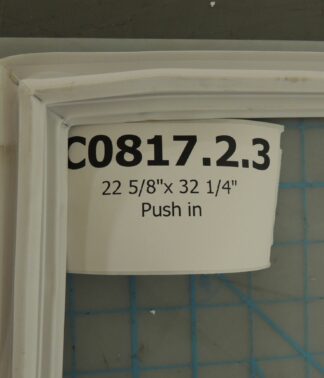 C0817.2.3
22 5/8"x 32 1/4"
Push in